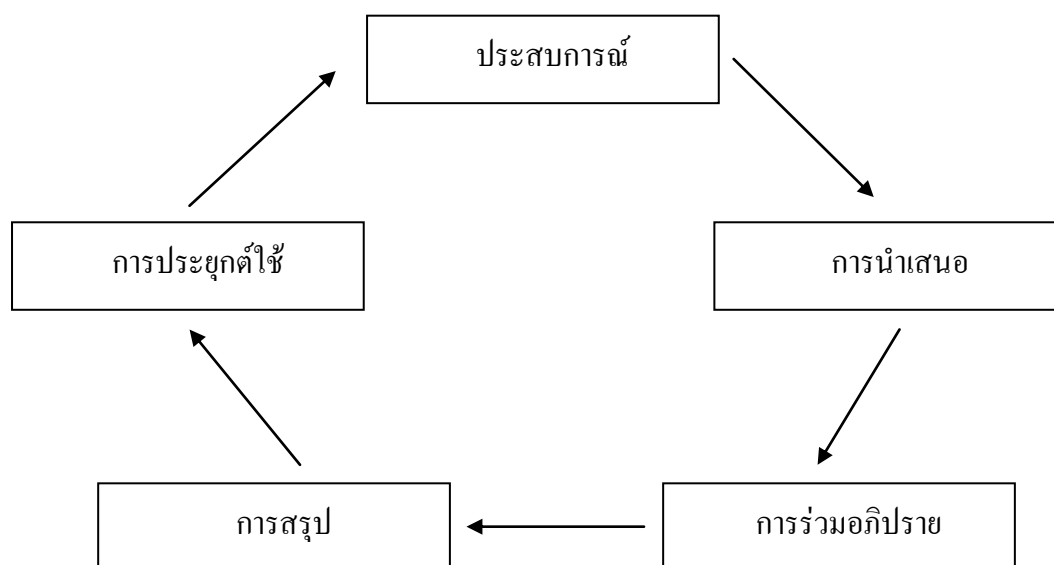 ประสบการณ์
การประยุกต์ใช้
การนำเสนอ
การสรุป
การร่วมอภิปราย